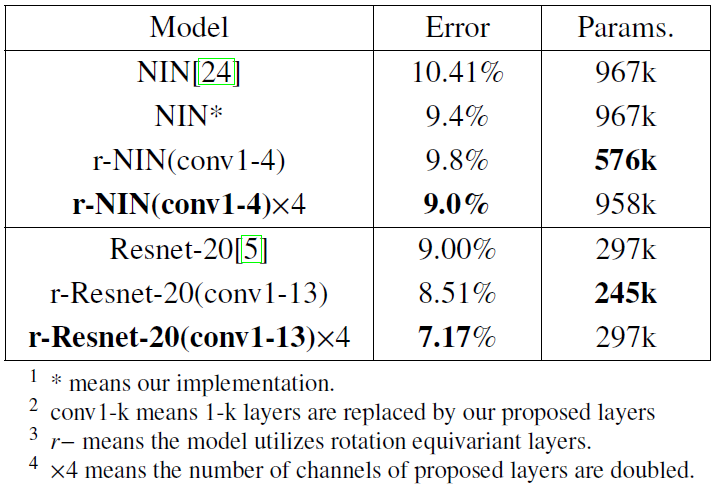 Model Error Params.
NIN[24] 10.41% 967k
NIN* 9.4% 967k
r-NIN(conv1-4) 9.8% 576k
r-NIN(conv1-4)×4 9.0% 958k
Resnet-20[5] 9.00% 297k
r-Resnet-20(conv1-13) 8.51% 245k
r-Resnet-20(conv1-13)×4 7.17% 297k
1 * means our implementation.
2 conv1-k means 1-k layers are replaced by our proposed layers
3 r− means the model utilizes rotation equivariant layers.
4 ×4 means the number of channels of proposed layers are doubled.